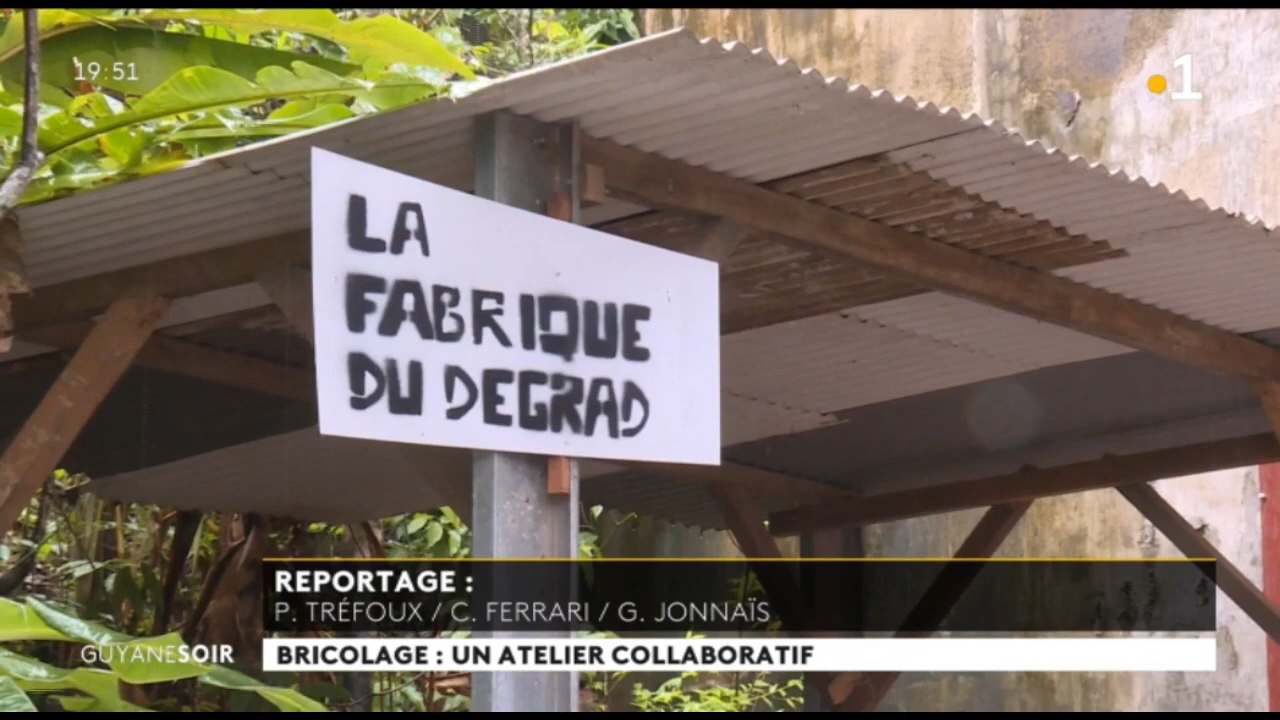 19:51
1
LA
FABRIQUE
DU DEGRAD
REPORTAGE :
P. TRÉFOUX / C. FERRARI / G. JONNAÏS
GUYANESOIR
BRICOLAGE : UN ATELIER COLLABORATIF